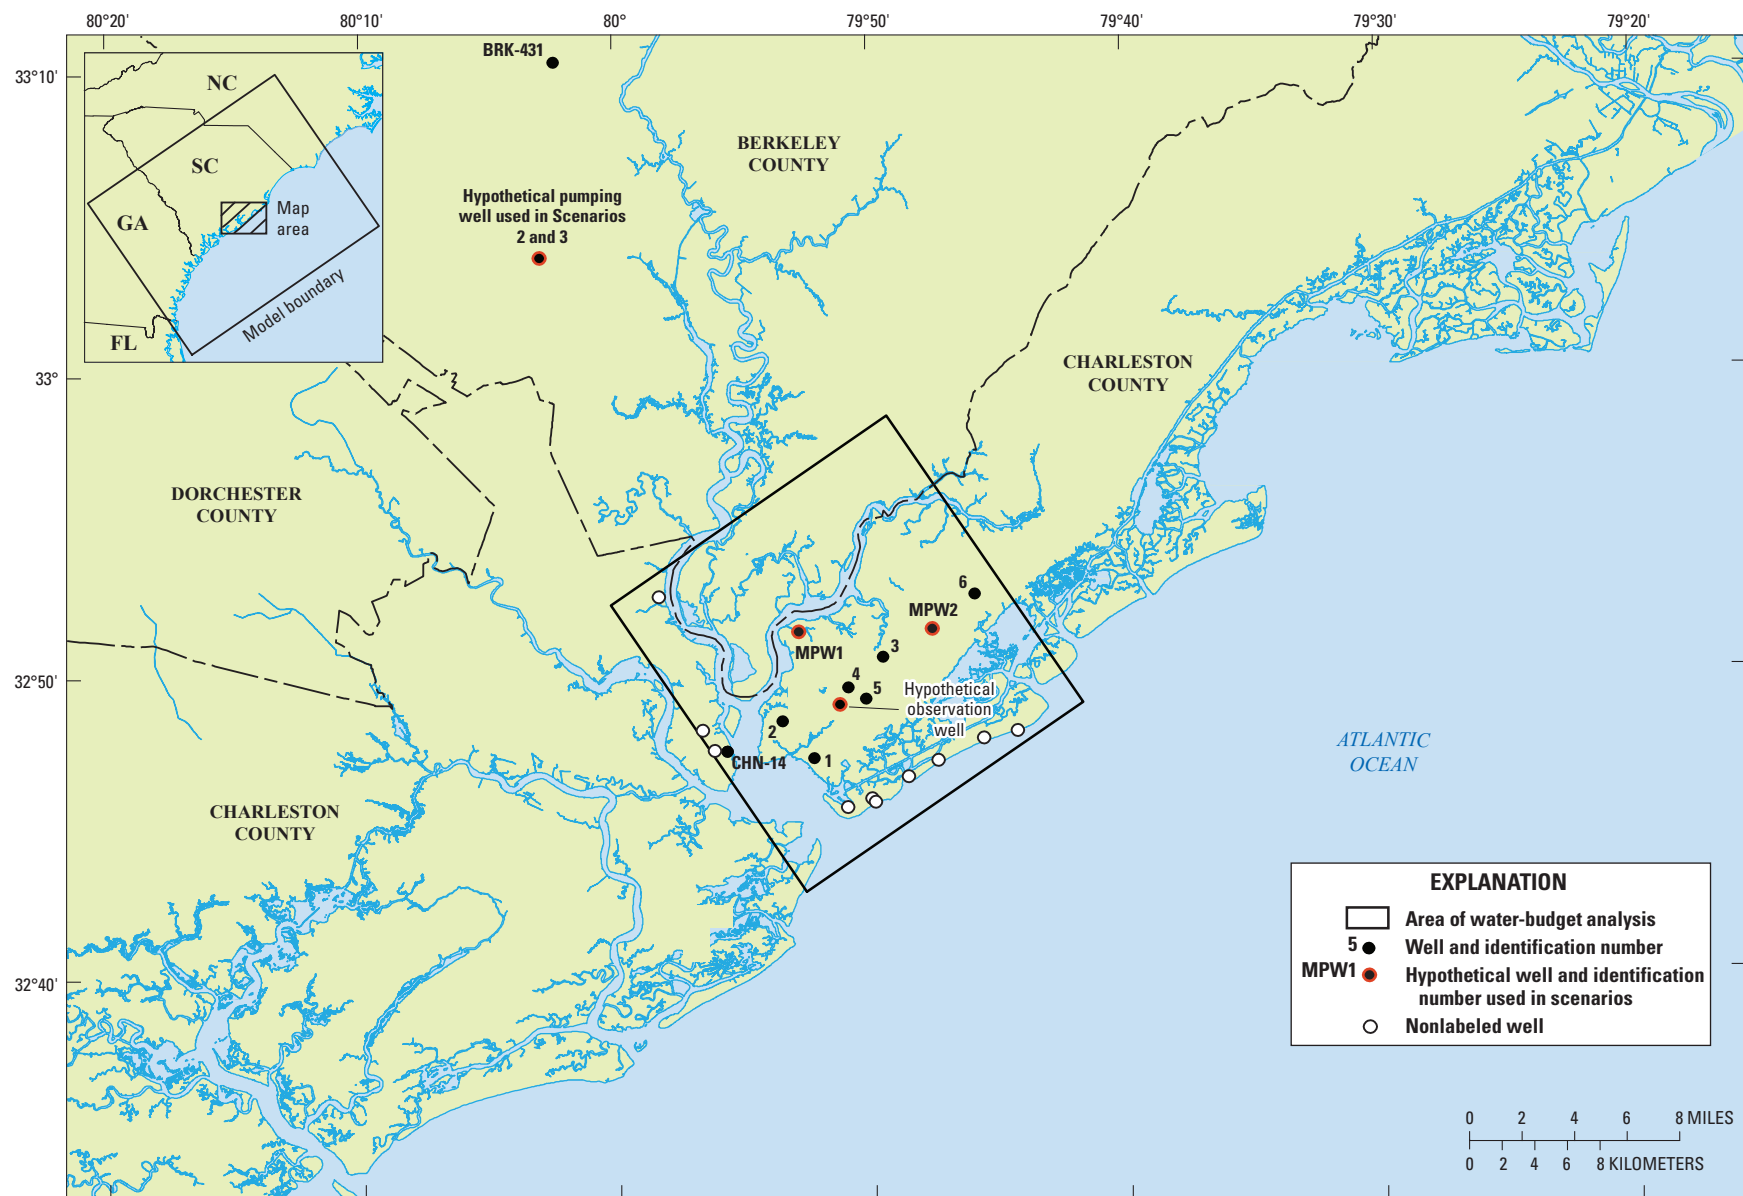 80°20'
80°10'
80°
79°50'
79°40'
79°30'
79°20'
33°10'
33°
32°50'
32°40'
NC
SC
GA
FL
Map
area
Model boundary
BRK-431
BERKELEY
COUNTY
Hypothetical pumping
well used in Scenarios
2 and 3
CHARLESTON
COUNTY
DORCHESTER
COUNTY
6
MPW2
MPW1
3
4
5
Hypothetical
observation
well
2
CHN-14
1
ATLANTIC
OCEAN
CHARLESTON
COUNTY
EXPLANATION
Area of water-budget analysis
5 Well and identification number
MPW1 Hypothetical well and identification
number used in scenarios
Nonlabeled well
0 2 4 6 8 MILES
0 2 4 6 8 KILOMETERS